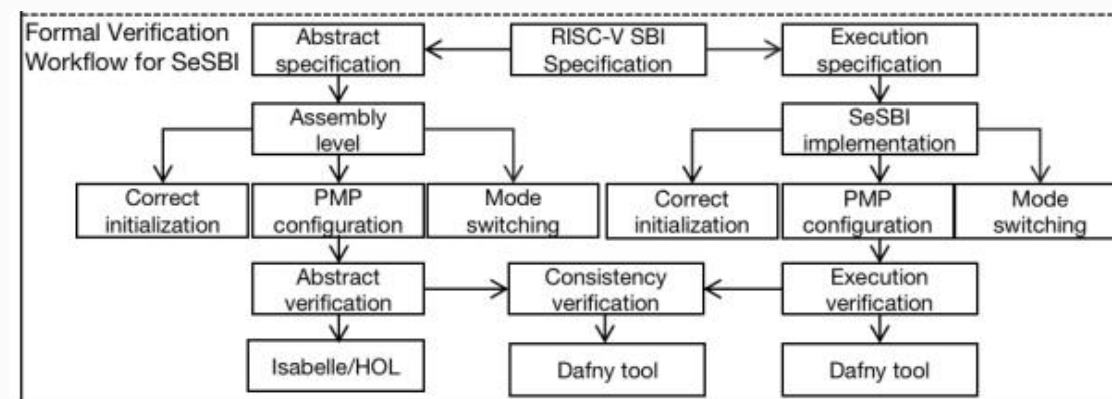 Formal Verification
Workflow for SeSBI
Abstract
specification
RISC-V SBI
Specification
Execution
specification
Assembly
level
SeSBI
implementation
Correct
initialization
PMP
configuration
Mode
switching
Correct
initialization
PMP
configuration
Mode
switching
Abstract
verification
Consistency
verification
Execution
verification
Isabelle/HOL
Dafny tool
Dafny tool